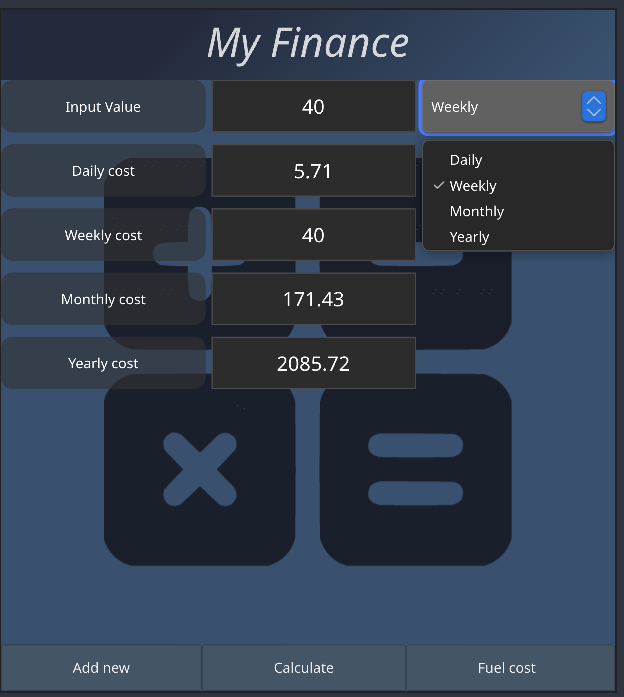 My Finance
Input Value 40 Weekly
Daily
Daily cost 5.71
Weekly
Monthly
Weekly cost 40
Yearly
Monthly cost 171.43
Yearly cost 2085.72
Add new Calculate Fuel cost